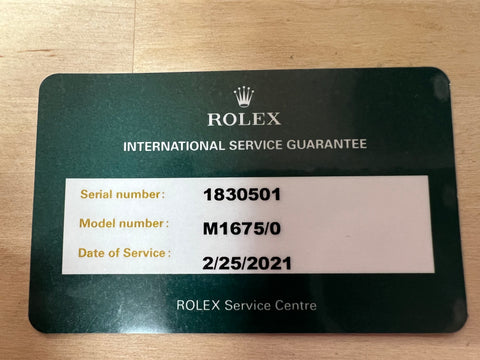 ROLEX
INTERNATIONAL SERVICE GUARANTEE
Serial number: 1830501
Model number: M1675/0
Date of Service: 2/25/2021
ROLEX Service Centre